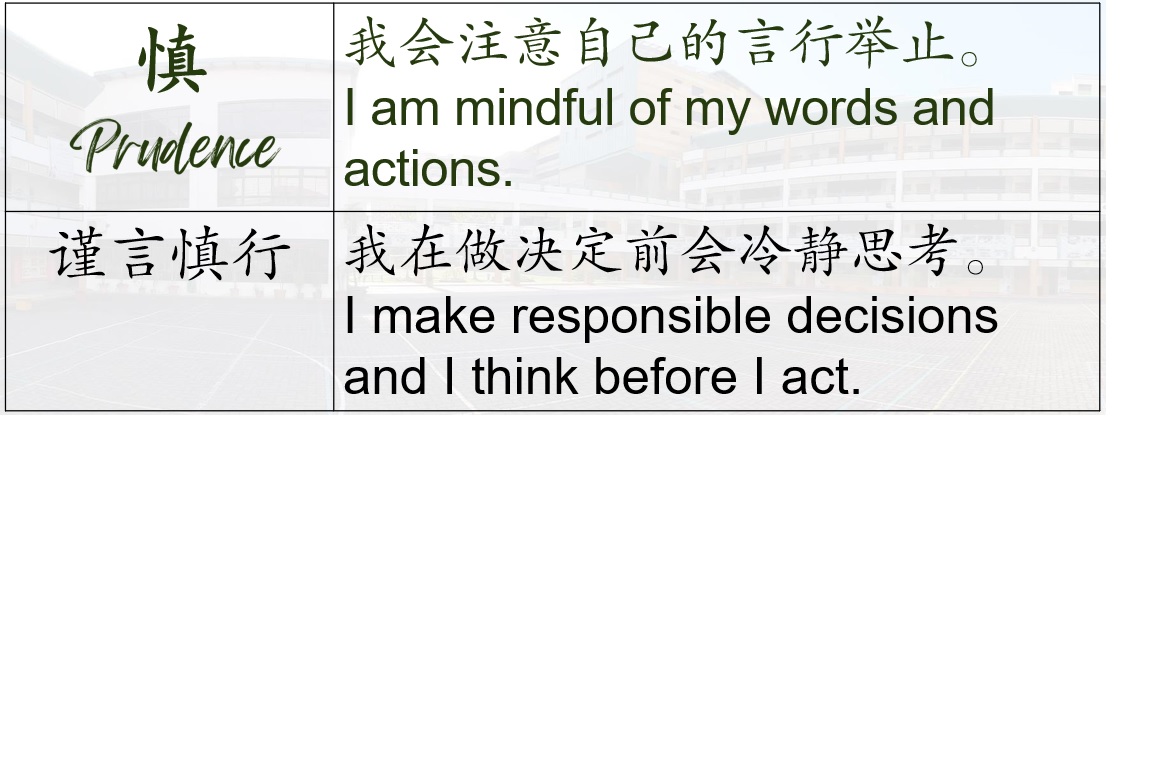 慎
Prudence
我会注意自己的言行举止。
I am mindful of my words and
actions.
谨言慎行
我在做决定前会冷静思考。
I make responsible decisions
and I think before I act.